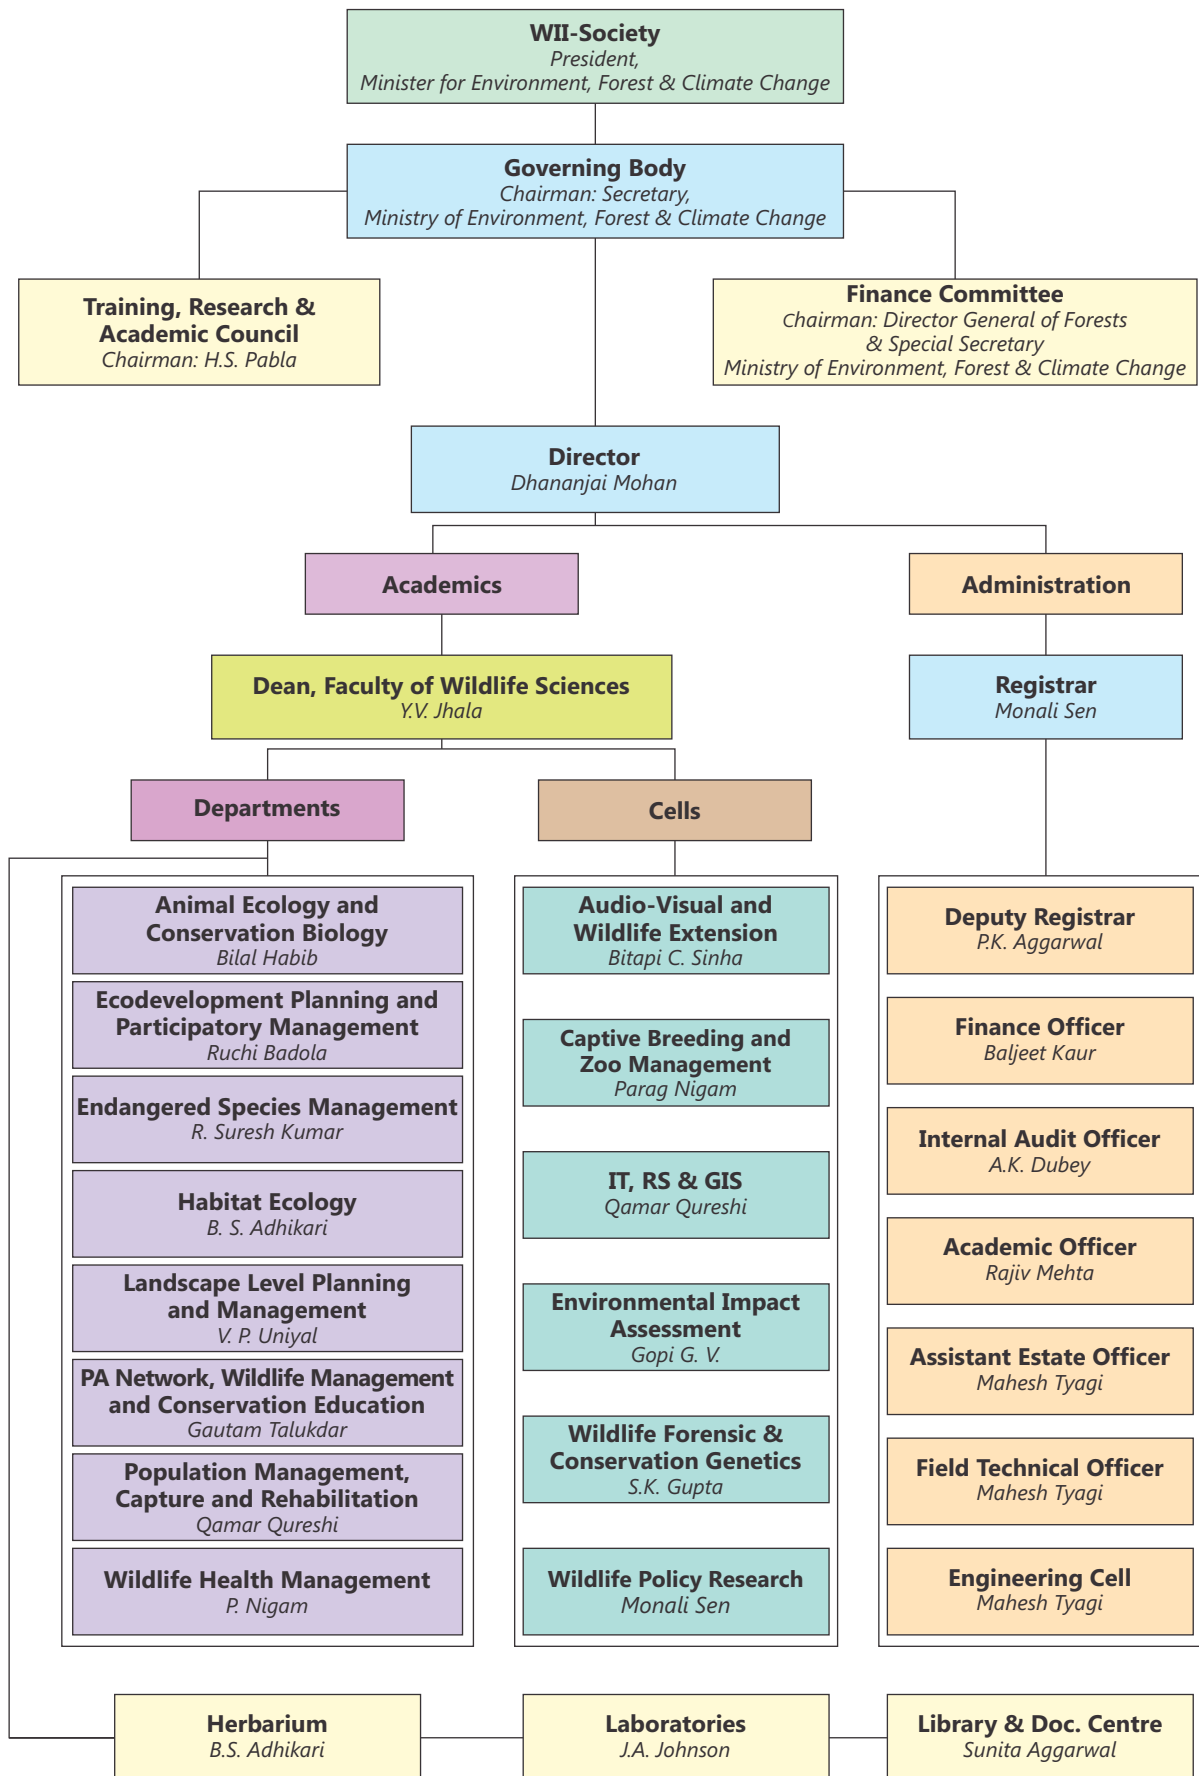 WII-Society
President,
Minister for Environment, Forest & Climate Change
Governing Body
Chairman: Secretary,
Ministry of Environment, Forest & Climate Change
Training, Research &
Academic Council
Chairman: H.S. Pabla
Finance Committee
Chairman: Director General of Forests
& Special Secretary
Ministry of Environment, Forest & Climate Change
Director
Dhananjai Mohan
Academics
Administration
Dean, Faculty of Wildlife Sciences
Y.V. Jhala
Registrar
Monali Sen
Departments
Cells
Animal Ecology and
Conservation Biology
Bilal Habib
Ecodevelopment Planning and
Participatory Management
Ruchi Badola
Endangered Species Management
R. Suresh Kumar
Habitat Ecology
B. S. Adhikari
Landscape Level Planning
and Management
V. P. Uniyal
PA Network, Wildlife Management
and Conservation Education
Gautam Talukdar
Population Management,
Capture and Rehabilitation
Qamar Qureshi
Wildlife Health Management
P. Nigam
Audio-Visual and
Wildlife Extension
Bitapi C. Sinha
Captive Breeding and
Zoo Management
Parag Nigam
IT, RS & GIS
Qamar Qureshi
Environmental Impact
Assessment
Gopi G. V.
Wildlife Forensic &
Conservation Genetics
S.K. Gupta
Wildlife Policy Research
Monali Sen
Deputy Registrar
P.K. Aggarwal
Finance Officer
Baljeet Kaur
Internal Audit Officer
A.K. Dubey
Academic Officer
Rajiv Mehta
Assistant Estate Officer
Mahesh Tyagi
Field Technical Officer
Mahesh Tyagi
Engineering Cell
Mahesh Tyagi
Herbarium
B.S. Adhikari
Laboratories
J.A. Johnson
Library & Doc. Centre
Sunita Aggarwal